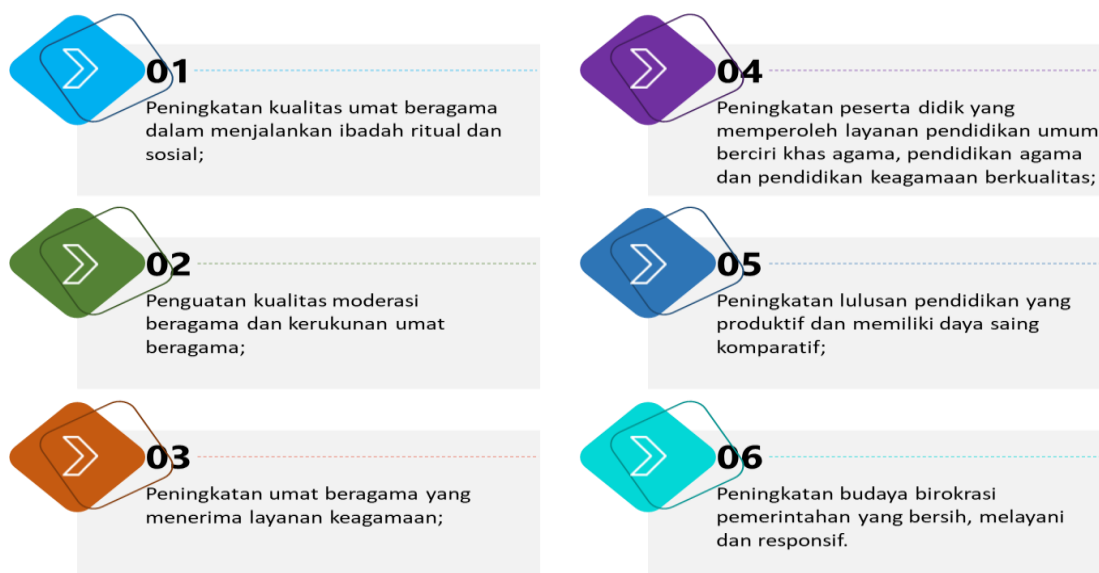 01
Peningkatan kualitas umat beragama
dalam menjalankan ibadah ritual dan
sosial;
02
Penguatan kualitas moderasi
beragama dan kerukunan umat
beragama;
03
Peningkatan umat beragama yang
menerima layanan keagamaan;
04
Peningkatan peserta didik yang
memperoleh layanan pendidikan umum
berciri khas agama, pendidikan agama
dan pendidikan keagamaan berkualitas;
05
Peningkatan lulusan pendidikan yang
produktif dan memiliki daya saing
komparatif;
06
Peningkatan budaya birokrasi
pemerintahan yang bersih, melayani
dan responsif.